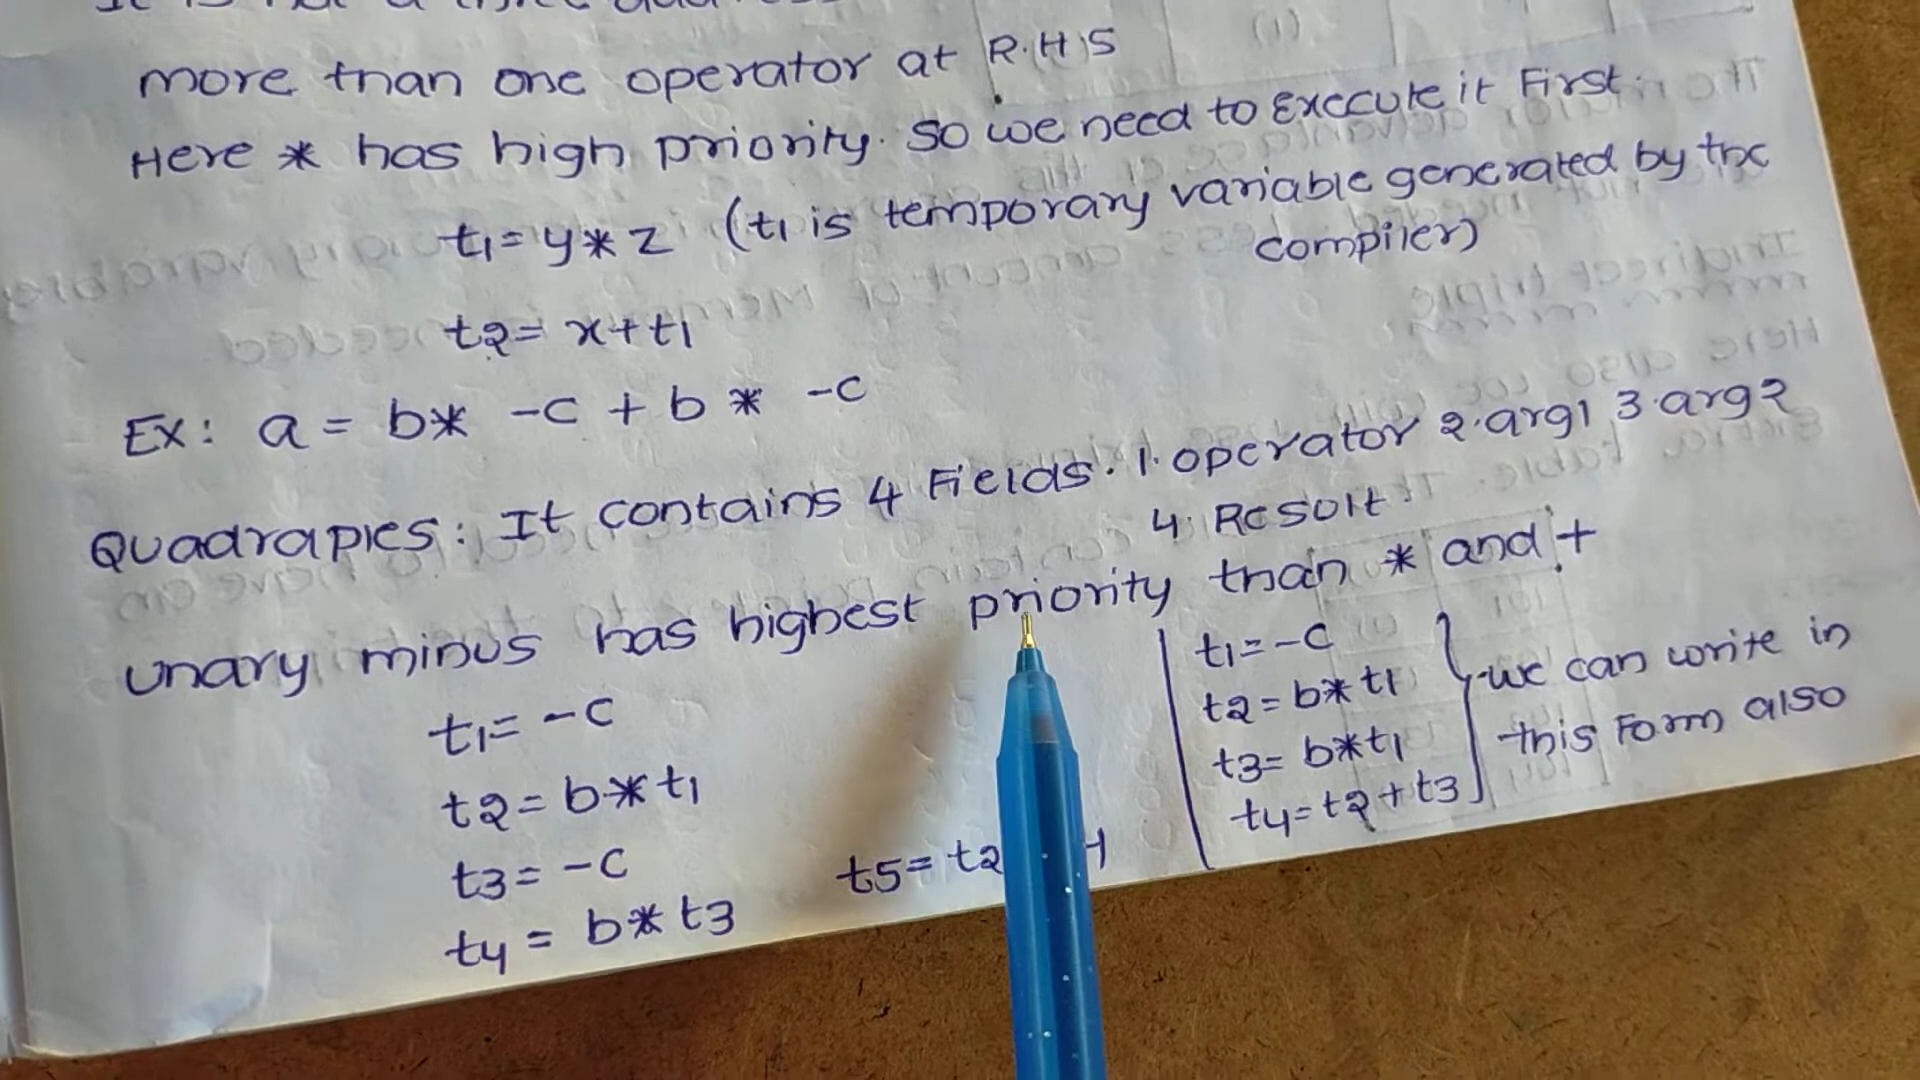 more than one operator at R.H.S
Here * has high priority. So we need to Execute it First.
t1 = y * z (t1 is temporary variable generated by the
compiler)
t2 = x + t1
Ex: a = b * -c + b * -c
Quadraples: It contains 4 Fields. 1. operator 2. arg1 3. arg2
4. Result.
unary minus has highest priority than * and +
t1 = -c
t2 = b * t1
t3 = -c
t4 = b * t3
t5 = t2
t1 = -c
t2 = b * t1
t3 = b * t1
t4 = t2 + t3
we can write in
this Form also